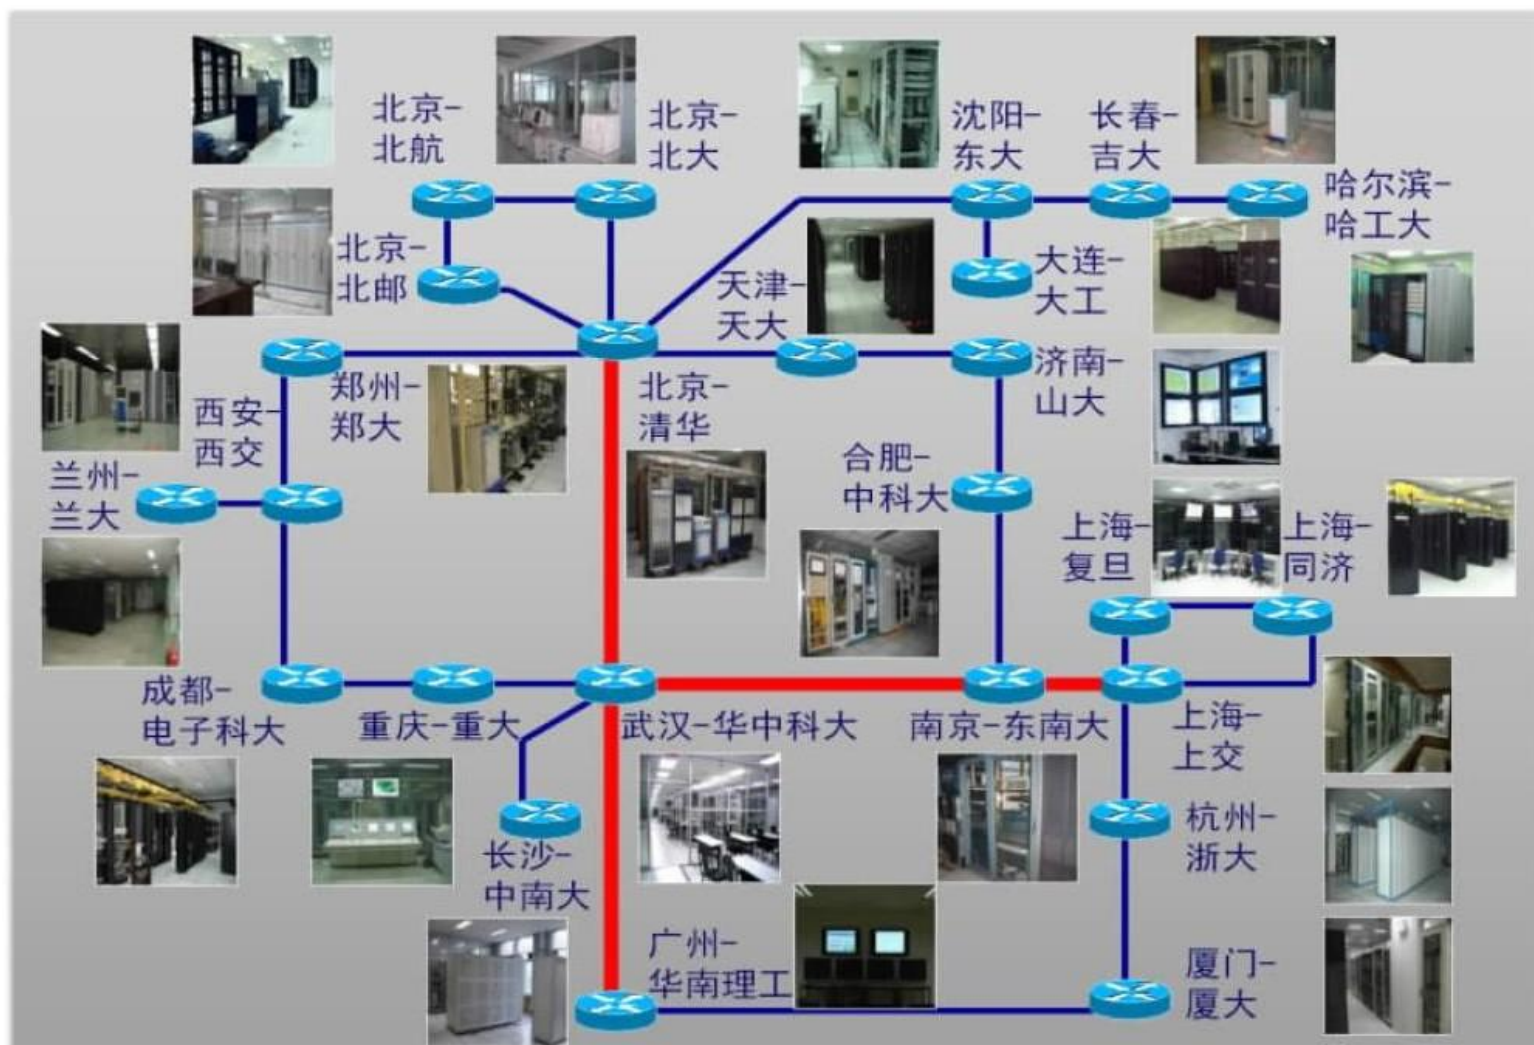 北京-
北航
北京-
北大
沈阳-
东大
长春-
吉大
哈尔滨-
哈工大
北京-
北邮
天津-
天大
大连-
大工
郑州-
郑大
北京-
清华
济南-
山大
西安-
西交
兰州-
兰大
合肥-
中科大
上海-
复旦
上海-
同济
成都-
电子科大
重庆-重大
武汉-华中科大
南京-东南大
上海-
上交
长沙-
中南大
杭州-
浙大
广州-
华南理工
厦门-
厦大